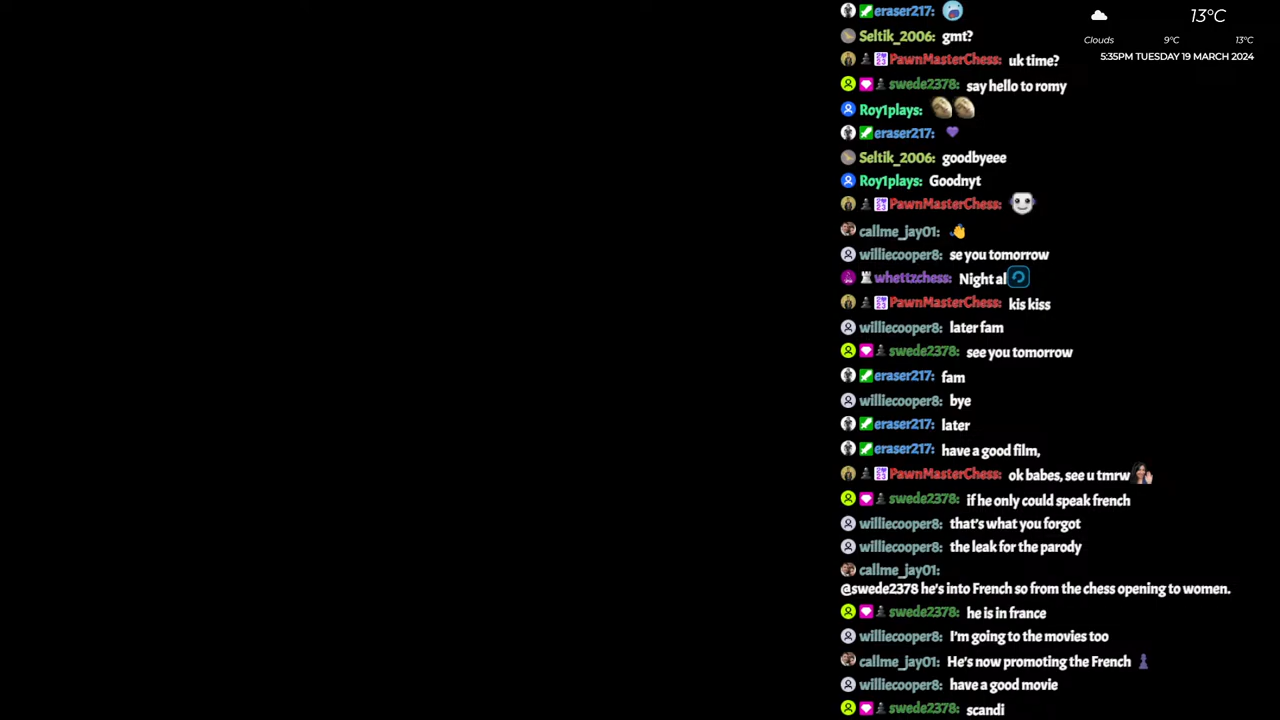 eraser217:
Seltik_2006: gmt?
PawnMasterChess: uk time?
swede2378: say hello to romy
Roy1plays:
eraser217:
Seltik_2006: goodbyeee
Roy1plays: Goodnyt
PawnMasterChess:
callme_jay01:
williecooper8: se you tomorrow
whettzchess: Night al
PawnMasterChess: kis kiss
williecooper8: later fam
swede2378: see you tomorrow
eraser217: fam
williecooper8: bye
eraser217: later
eraser217: have a good film,
PawnMasterChess: ok babes, see u tmrw
swede2378: if he only could speak french
williecooper8: that's what you forgot
williecooper8: the leak for the parody
callme_jay01:
@swede2378 he's into French so from the chess opening to women.
swede2378: he is in france
williecooper8: I'm going to the movies too
callme_jay01: He's now promoting the French
williecooper8: have a good movie
swede2378: scandi
13°C
Clouds 9°C 13°C
5:35PM TUESDAY 19 MARCH 2024